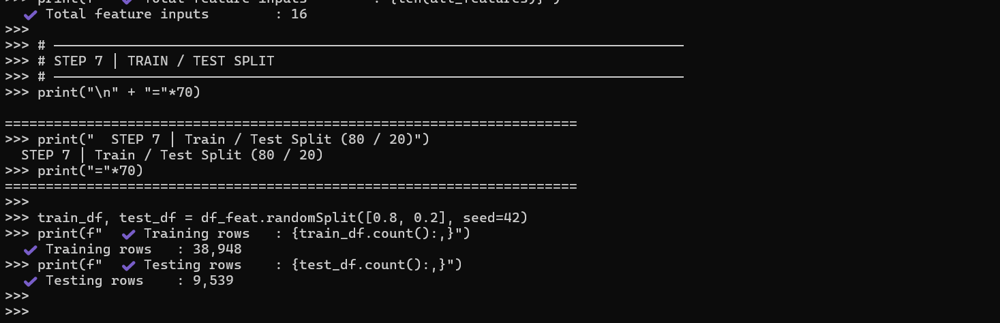 >>> print(f"  ✔ Total feature inputs        : {len(all_features)}")
✔ Total feature inputs        : 16
>>>
>>> # ─────────────────────────────────────────────────────────────────────────────
>>> # STEP 7 | TRAIN / TEST SPLIT
>>> # ─────────────────────────────────────────────────────────────────────────────
>>> print("\n" + "="*70)
======================================================================
>>> print("  STEP 7 | Train / Test Split (80 / 20)")
  STEP 7 | Train / Test Split (80 / 20)
>>> print("="*70)
======================================================================
>>>
>>> train_df, test_df = df_feat.randomSplit([0.8, 0.2], seed=42)
>>> print(f"  ✔ Training rows   : {train_df.count():,}")
  ✔ Training rows   : 38,948
>>> print(f"  ✔ Testing rows    : {test_df.count():,}")
  ✔ Testing rows    : 9,539
>>>
>>>